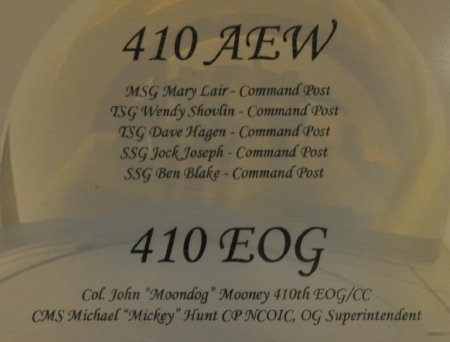 410 AEW
MSG Mary Lair - Command Post
TSG Wendy Shovlin - Command Post
TSG Dave Hagen - Command Post
SSG Jock Joseph - Command Post
SSG Ben Blake - Command Post
410 EOG
Col. John "Moondog" Mooney 410th EOG/CC
CMS Michael "Mickey" Hunt CP NCOIC, OG Superintendent